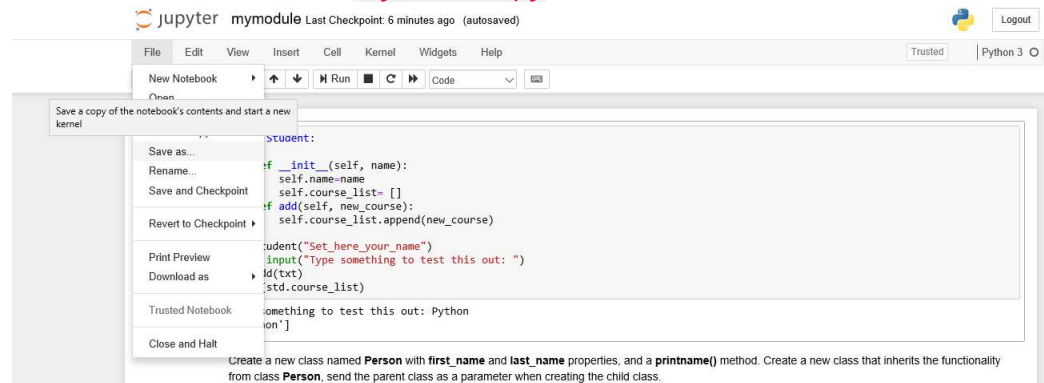 jupyter mymodule Last Checkpoint: 6 minutes ago (autosaved)
Logout
File Edit View Insert Cell Kernel Widgets Help
Trusted Python 3
New Notebook Run Code
Open
Save a copy of the notebook's contents and start a new
kernel
Student:
Save as...
ef __init__(self, name):
Rename...
self.name=name
Save and Checkpoint
self.course_list= []
ef add(self, new_course):
Revert to Checkpoint
self.course_list.append(new_course)
tudent("Set_here_your_name")
Print Preview
input("Type something to test this out: ")
Download as
dd(txt)
(std.course_list)
Trusted Notebook
omething to test this out: Python
on']
Close and Halt
Create a new class named Person with first_name and last_name properties, and a printname() method. Create a new class that inherits the functionality
from class Person, send the parent class as a parameter when creating the child class.